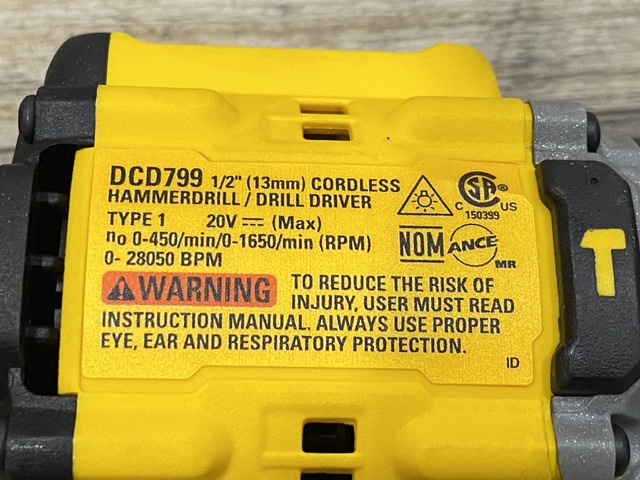 DCD799 1/2" (13mm) CORDLESS
HAMMERDRILL / DRILL DRIVER
TYPE 1 20V ⎓ (Max)
no 0-450/min/0-1650/min (RPM)
0- 28050 BPM
SA ®
C US
150399
NOM ANCE
MR
T
⚠WARNING TO REDUCE THE RISK OF
INJURY, USER MUST READ
INSTRUCTION MANUAL. ALWAYS USE PROPER
EYE, EAR AND RESPIRATORY PROTECTION.
ID